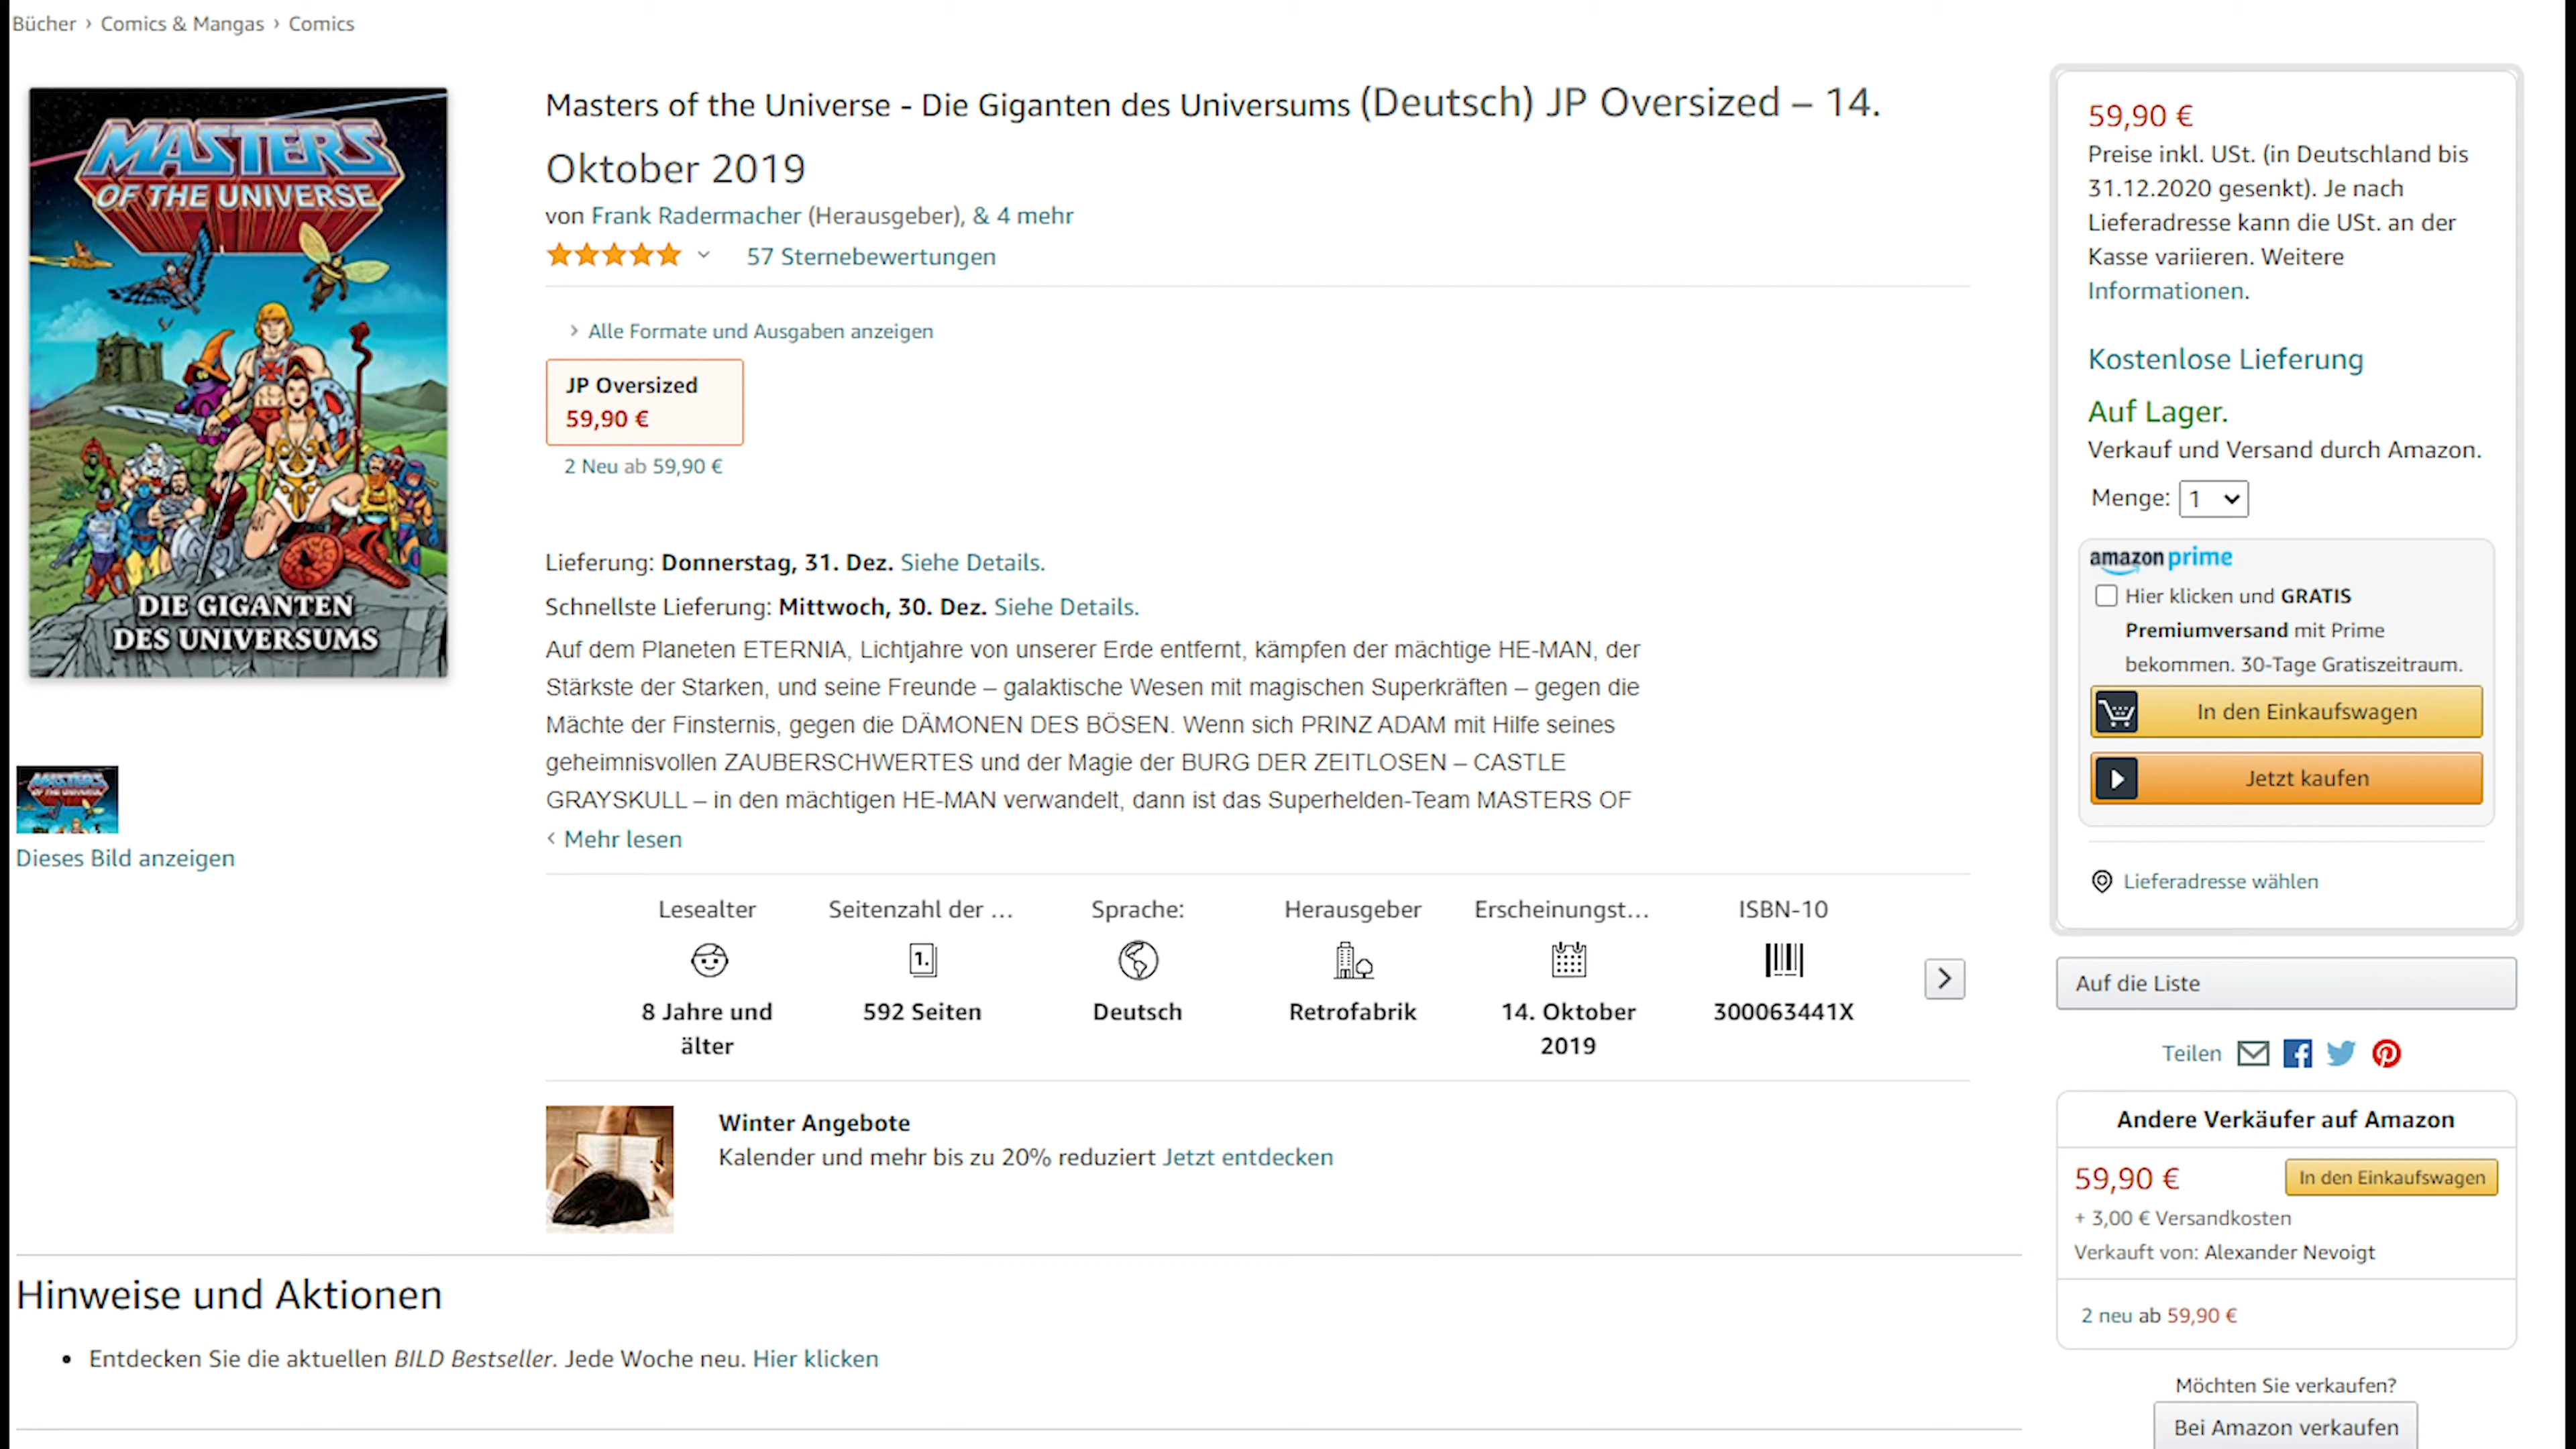 Bücher › Comics & Mangas › Comics
MASTERS
OF THE UNIVERSE
DIE GIGANTEN
DES UNIVERSUMS
MASTERS
OF THE UNIVERSE
Dieses Bild anzeigen
Masters of the Universe - Die Giganten des Universums (Deutsch) JP Oversized – 14.
Oktober 2019
von Frank Radermacher (Herausgeber), & 4 mehr
57 Sternebewertungen
› Alle Formate und Ausgaben anzeigen
JP Oversized
59,90 €
2 Neu ab 59,90 €
Lieferung: Donnerstag, 31. Dez. Siehe Details.
Schnellste Lieferung: Mittwoch, 30. Dez. Siehe Details.
Auf dem Planeten ETERNIA, Lichtjahre von unserer Erde entfernt, kämpfen der mächtige HE-MAN, der
Stärkste der Starken, und seine Freunde – galaktische Wesen mit magischen Superkräften – gegen die
Mächte der Finsternis, gegen die DÄMONEN DES BÖSEN. Wenn sich PRINZ ADAM mit Hilfe seines
geheimnisvollen ZAUBERSCHWERTES und der Magie der BURG DER ZEITLOSEN – CASTLE
GRAYSKULL – in den mächtigen HE-MAN verwandelt, dann ist das Superhelden-Team MASTERS OF
‹ Mehr lesen
Lesealter
8 Jahre und
älter
Seitenzahl der ...
1.
592 Seiten
Sprache:
Deutsch
Herausgeber
Retrofabrik
Erscheinungst...
14. Oktober
2019
ISBN-10
300063441X
Winter Angebote
Kalender und mehr bis zu 20% reduziert Jetzt entdecken
Hinweise und Aktionen
• Entdecken Sie die aktuellen BILD Bestseller. Jede Woche neu. Hier klicken
59,90 €
Preise inkl. USt. (in Deutschland bis
31.12.2020 gesenkt). Je nach
Lieferadresse kann die USt. an der
Kasse variieren. Weitere
Informationen.
Kostenlose Lieferung
Auf Lager.
Verkauf und Versand durch Amazon.
Menge: 1
amazon prime
Hier klicken und GRATIS
Premiumversand mit Prime
bekommen. 30-Tage Gratiszeitraum.
In den Einkaufswagen
Jetzt kaufen
Lieferadresse wählen
Auf die Liste
Teilen
Andere Verkäufer auf Amazon
59,90 €
In den Einkaufswagen
+ 3,00 € Versandkosten
Verkauft von: Alexander Nevoigt
2 neu ab 59,90 €
Möchten Sie verkaufen?
Bei Amazon verkaufen